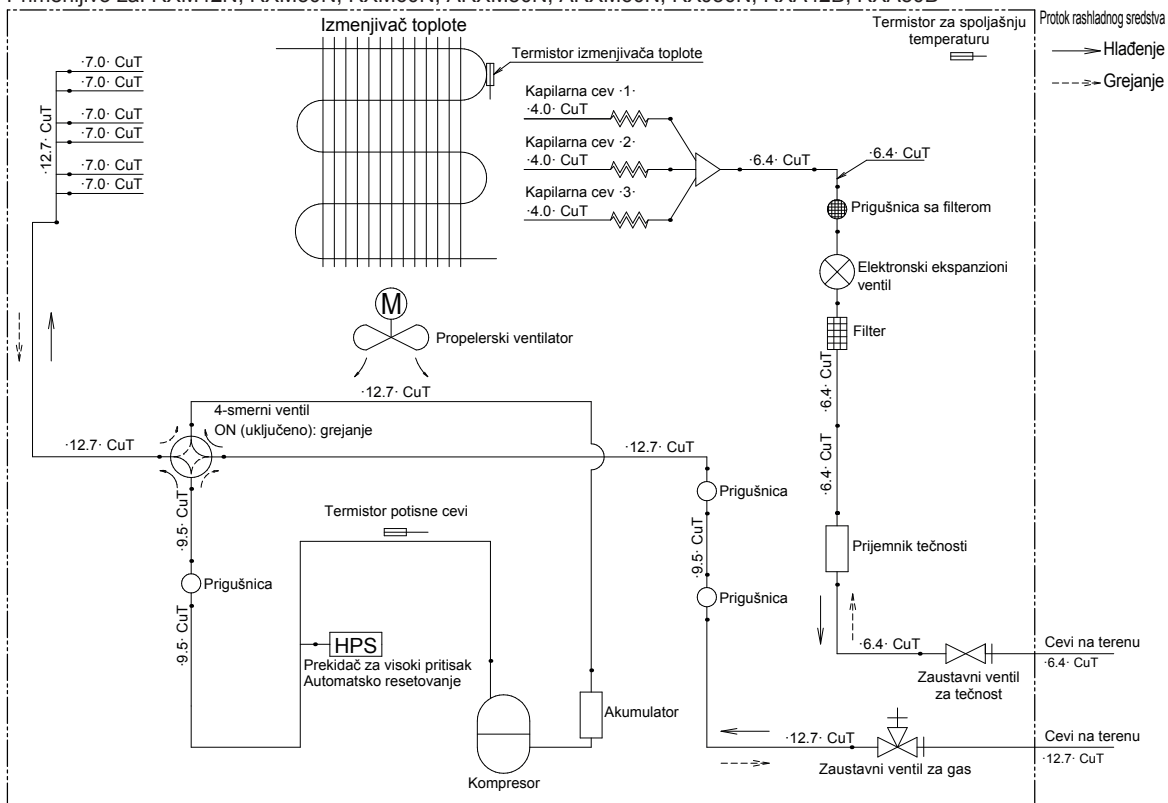 Izmenjivač toplote
Termistor izmenjivača toplote
Termistor za spoljašnju
temperaturu
Protok rashladnog sredstva
Hlađenje
Grejanje
·7.0· CuT
·7.0· CuT
·7.0· CuT
·7.0· CuT
·7.0· CuT
·7.0· CuT
·12.7· CuT
Kapilarna cev ·1·
·4.0· CuT
Kapilarna cev ·2·
·4.0· CuT
Kapilarna cev ·3·
·4.0· CuT
·6.4· CuT
·6.4· CuT
Prigušnica sa filterom
Elektronski ekspanzioni
ventil
Filter
·6.4· CuT
·6.4· CuT
M
Propelerski ventilator
·12.7· CuT
4-smerni ventil
ON (uključeno): grejanje
·12.7· CuT
·12.7· CuT
Prigušnica
·9.5· CuT
Prigušnica
Termistor potisne cevi
·9.5· CuT
Prigušnica
·9.5· CuT
HPS
Prekidač za visoki pritisak
Automatsko resetovanje
Kompresor
Akumulator
Prijemnik tečnosti
·6.4· CuT
Zaustavni ventil
za tečnost
Cevi na terenu
·6.4· CuT
·12.7· CuT
Zaustavni ventil za gas
Cevi na terenu
·12.7· CuT